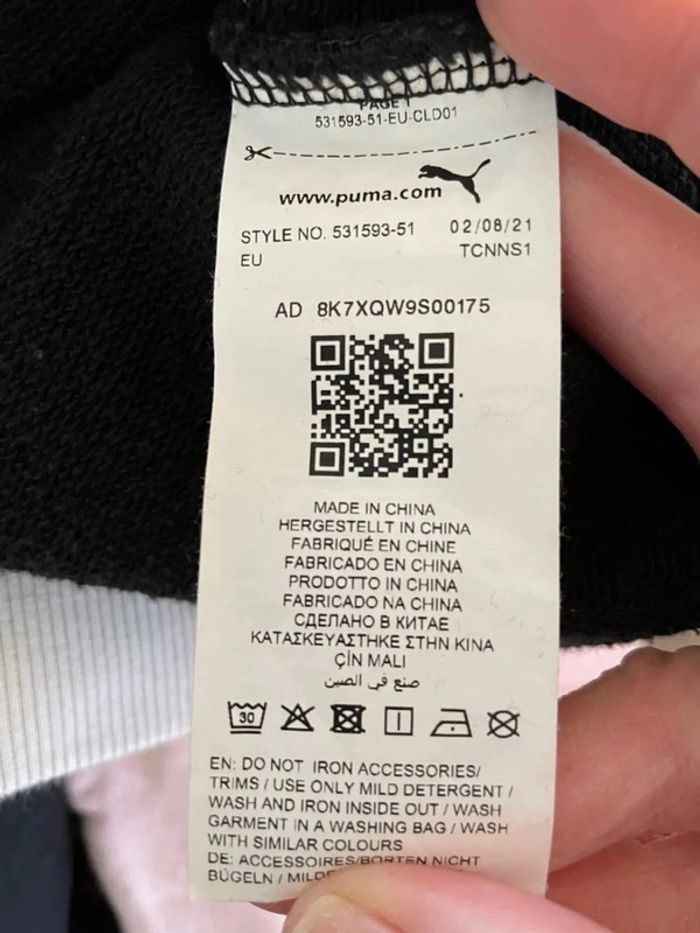 PAGE 1
531593-51-EU-CLD01
www.puma.com
STYLE NO. 531593-51 02/08/21
EU TCNNS1
AD 8K7XQW9S00175
MADE IN CHINA
HERGESTELLT IN CHINA
FABRIQUÉ EN CHINE
FABRICADO EN CHINA
PRODOTTO IN CHINA
FABRICADO NA CHINA
СДЕЛАНО В КИТАЕ
ΚΑΤΑΣΚΕΥΑΣΤΗΚΕ ΣΤΗΝ ΚΙΝΑ
ÇİN MALI
صنع في الصين
30
EN: DO NOT IRON ACCESSORIES/
TRIMS / USE ONLY MILD DETERGENT /
WASH AND IRON INSIDE OUT / WASH
GARMENT IN A WASHING BAG / WASH
WITH SIMILAR COLOURS
DE: ACCESSOIRES/BORTEN NICHT
BÜGELN /